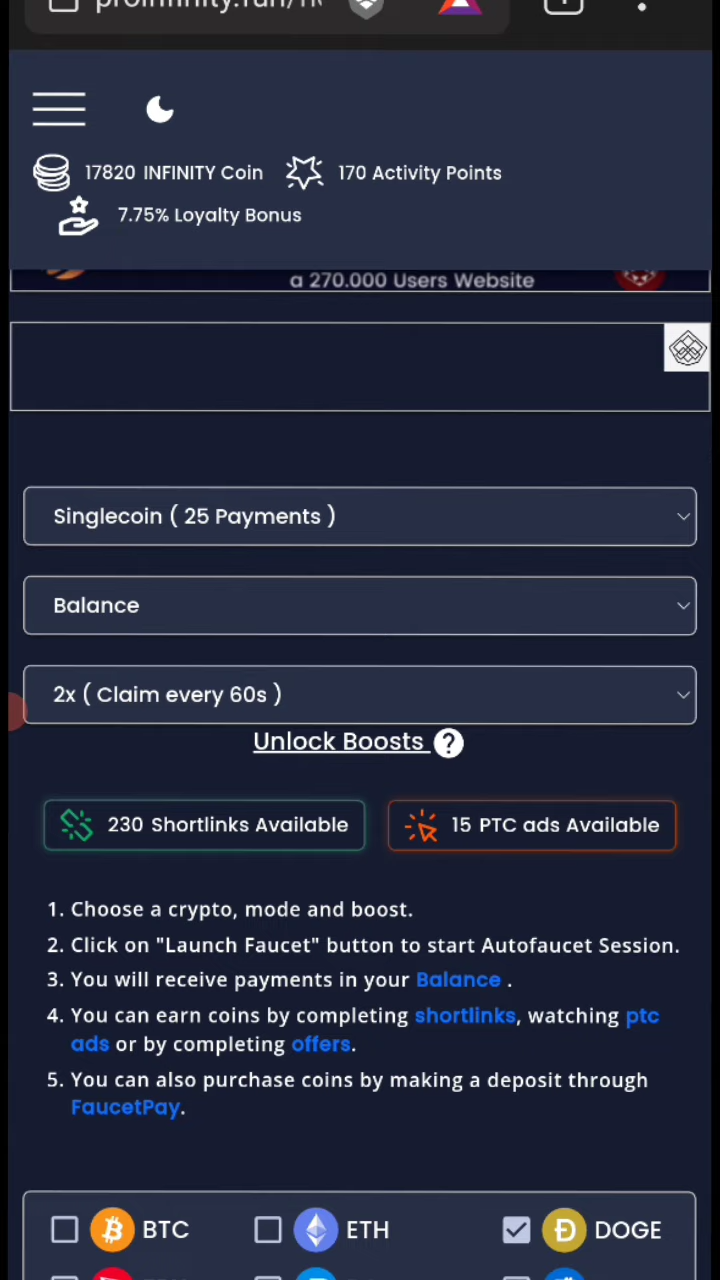 17820 INFINITY Coin 170 Activity Points
7.75% Loyalty Bonus
a 270.000 Users Website
Singlecoin ( 25 Payments )
Balance
2x ( Claim every 60s )
Unlock Boosts ?
230 Shortlinks Available 15 PTC ads Available
1. Choose a crypto, mode and boost.
2. Click on "Launch Faucet" button to start Autofaucet Session.
3. You will receive payments in your Balance .
4. You can earn coins by completing shortlinks, watching ptc
ads or by completing offers.
5. You can also purchase coins by making a deposit through
FaucetPay.
BTC ETH DOGE